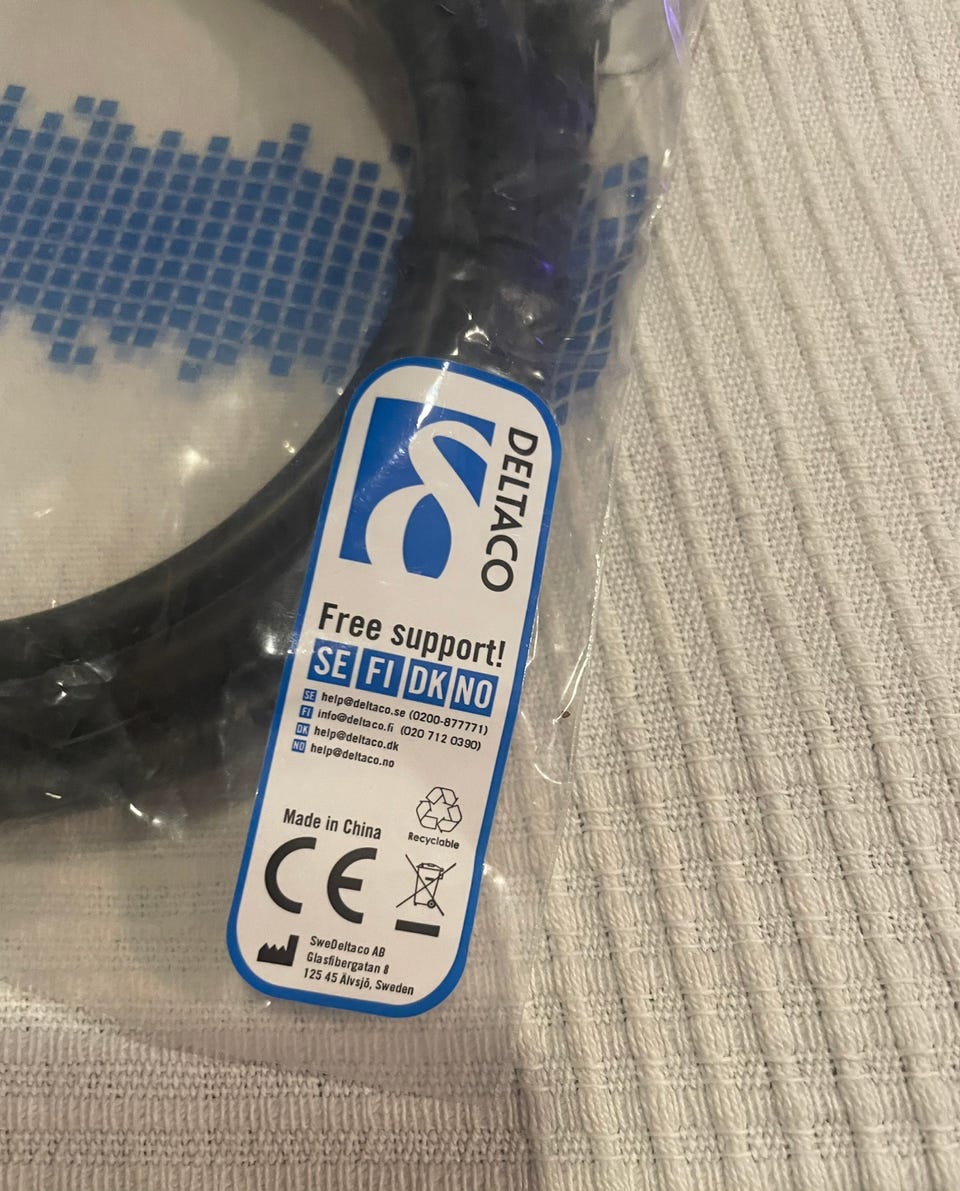 DELTACO
Free support!
SE FI DK NO
SE help@deltaco.se (0200-877771)
FI info@deltaco.fi (020 712 0390)
DK help@deltaco.dk
NO help@deltaco.no
Recyclable
Made in China
CE
SweDeltaco AB
Glasfibergatan 8
125 45 Älvsjö, Sweden